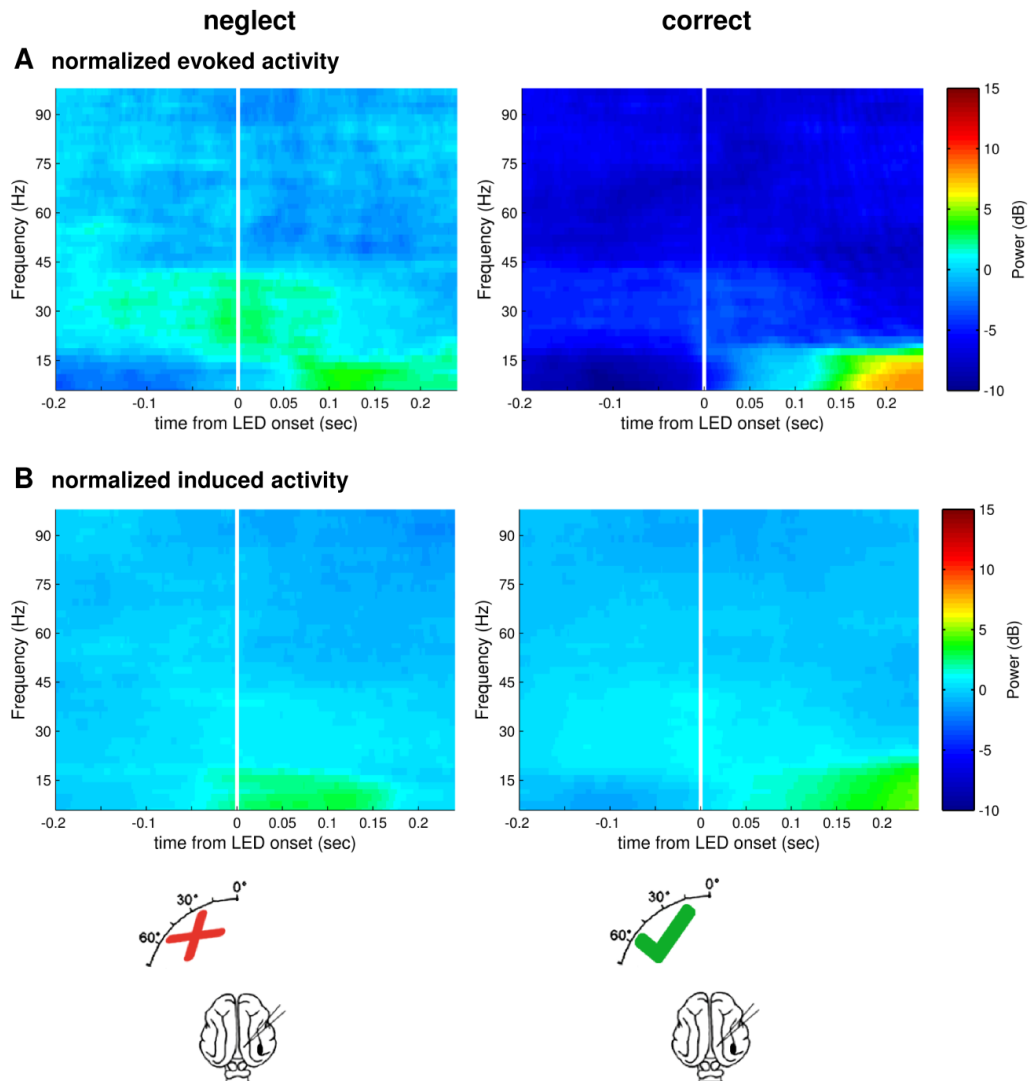 neglect correct
A normalized evoked activity
90
75
60
45
30
15
Frequency (Hz)
-0.2 -0.1 0 0.05 0.1 0.15 0.2
time from LED onset (sec)
90
75
60
45
30
15
Frequency (Hz)
-0.2 -0.1 0 0.05 0.1 0.15 0.2
time from LED onset (sec)
15
10
5
0
-5
-10
Power (dB)
B normalized induced activity
90
75
60
45
30
15
Frequency (Hz)
-0.2 -0.1 0 0.05 0.1 0.15 0.2
time from LED onset (sec)
90
75
60
45
30
15
Frequency (Hz)
-0.2 -0.1 0 0.05 0.1 0.15 0.2
time from LED onset (sec)
15
10
5
0
-5
-10
Power (dB)
0°
30°
60°
0°
30°
60°